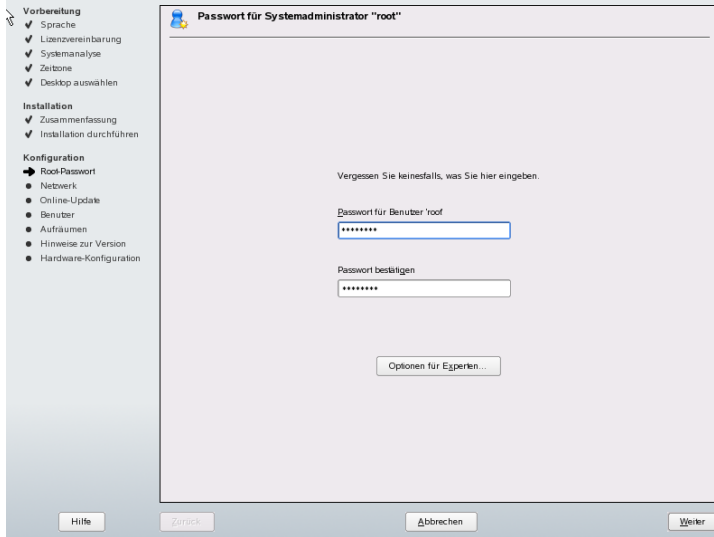 Vorbereitung
Sprache
Lizenzvereinbarung
Systemanalyse
Zeitzone
Desktop auswählen
Installation
Zusammenfassung
Installation durchführen
Konfiguration
Root-Passwort
Netzwerk
Online-Update
Benutzer
Aufräumen
Hinweise zur Version
Hardware-Konfiguration
Passwort für Systemadministrator "root"
Vergessen Sie keinesfalls, was Sie hier eingeben.
Passwort für Benutzer 'root'
********
Passwort bestätigen
********
Optionen für Experten...
Hilfe
Zurück
Abbrechen
Weiter